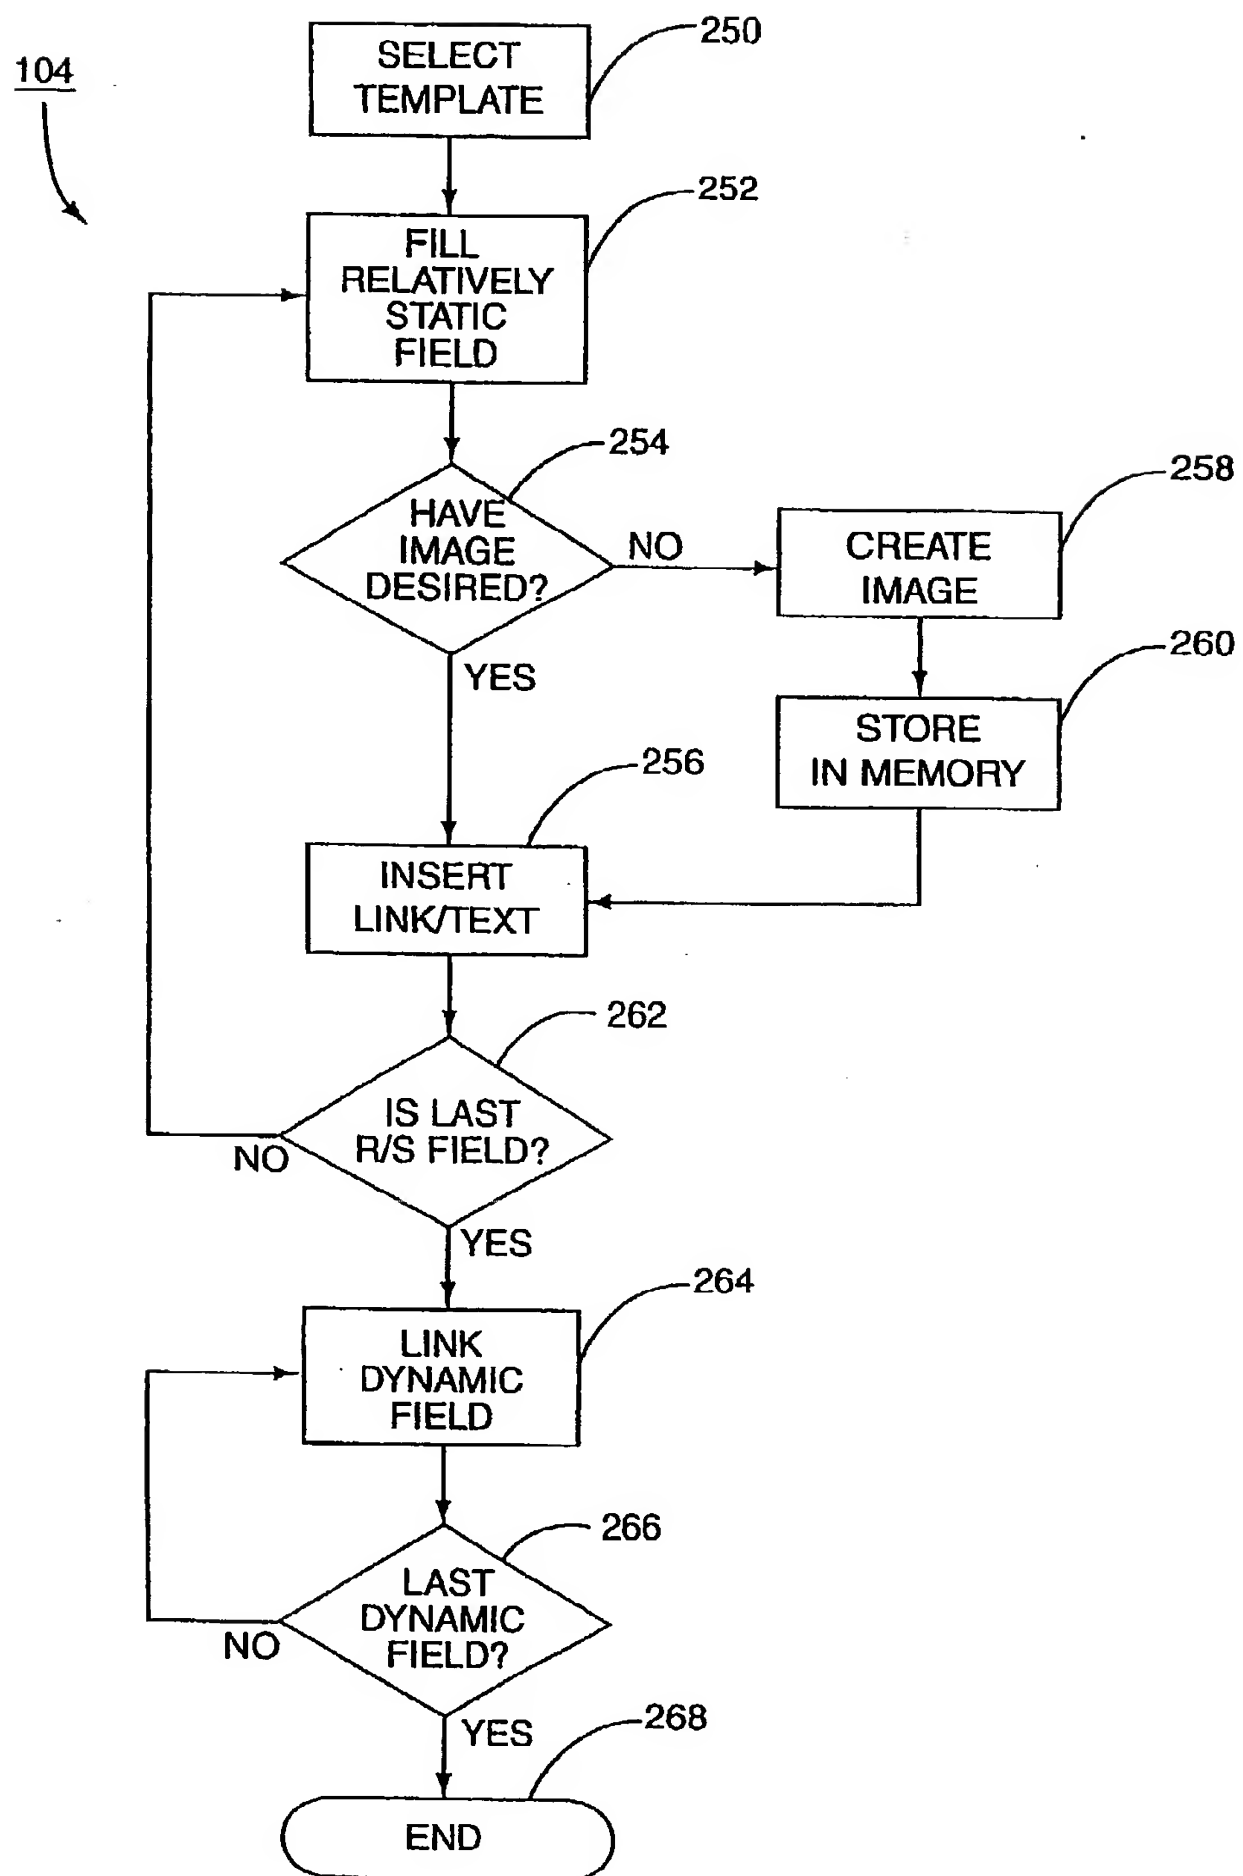 250
SELECT
TEMPLATE
104
252
FILL
RELATIVELY
STATIC
FIELD
254
HAVE
IMAGE
DESIRED?
NO
258
CREATE
IMAGE
YES
260
STORE
IN MEMORY
256
INSERT
LINK/TEXT
262
IS LAST
R/S FIELD?
NO
YES
264
LINK
DYNAMIC
FIELD
266
LAST
DYNAMIC
FIELD?
NO
YES
268
END